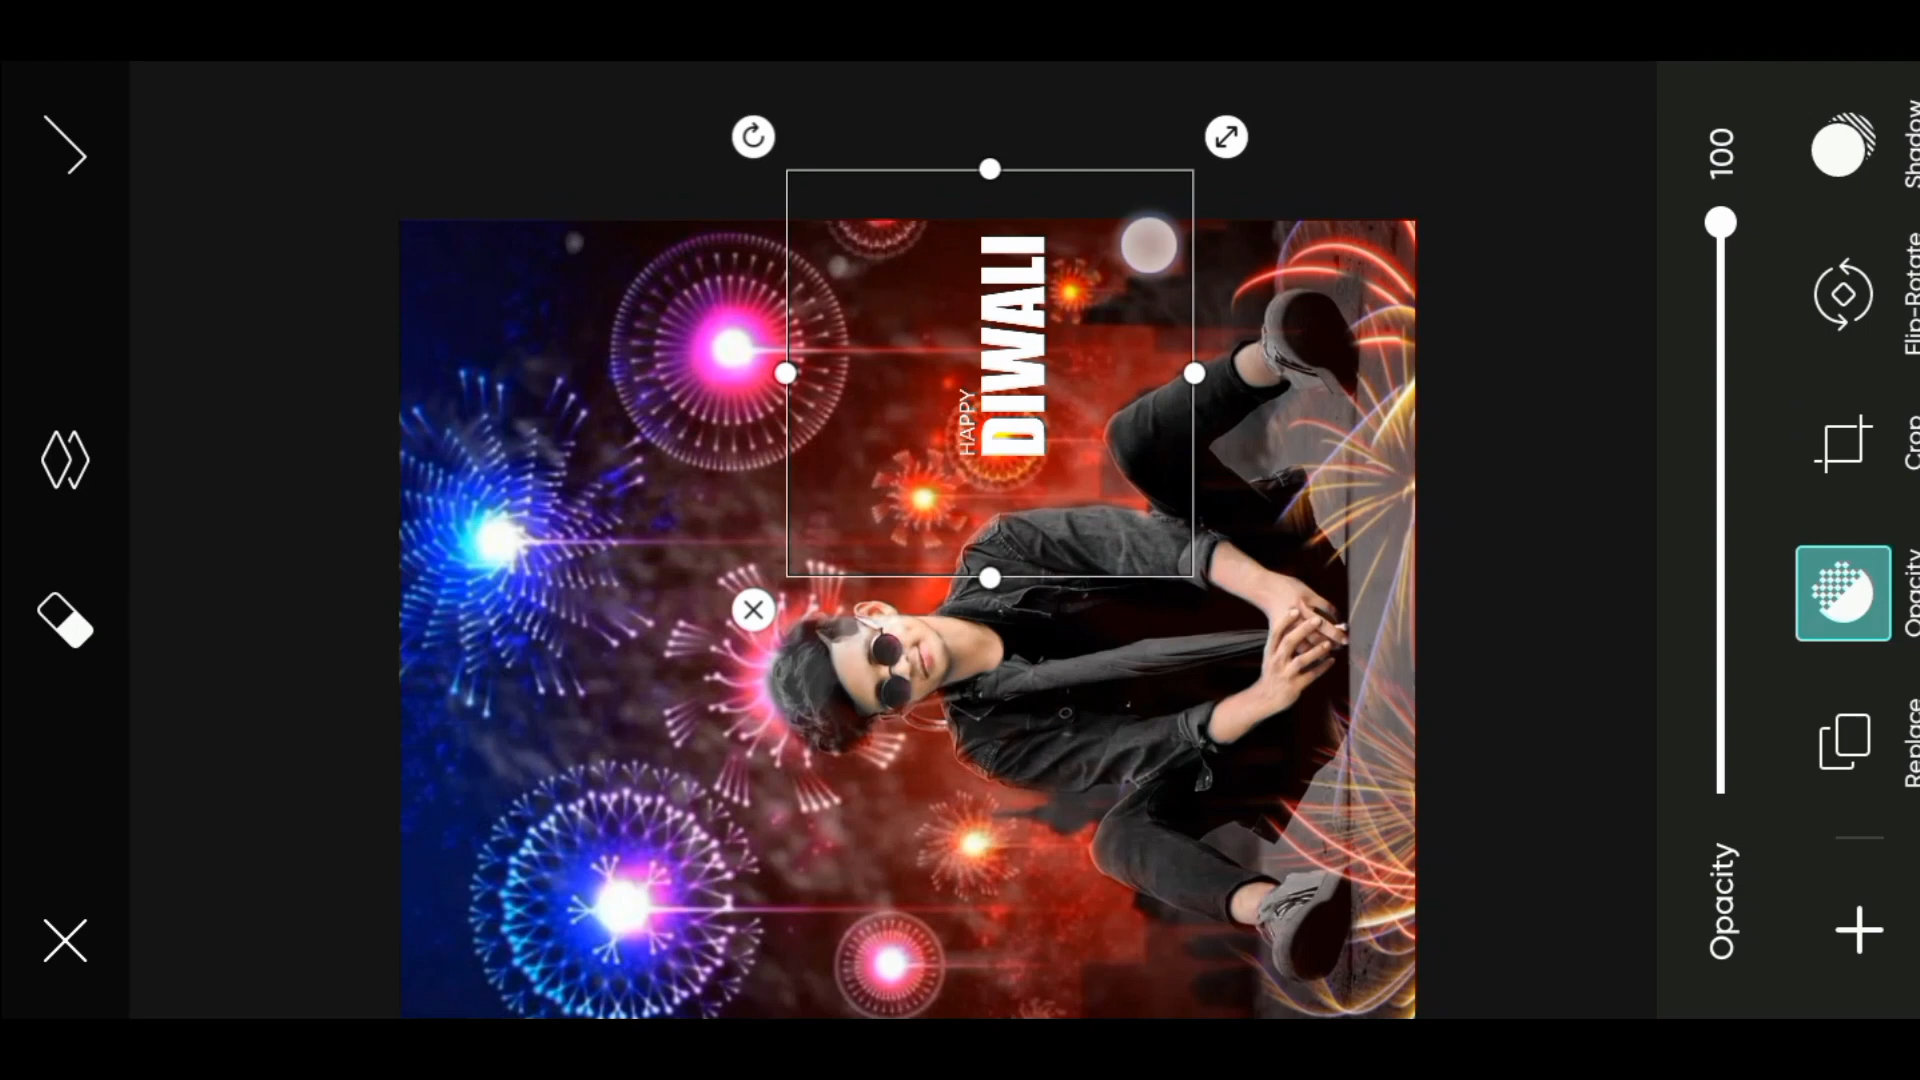 HAPPY
DIWALI
Opacity
100
Replace
Opacity
Crop
Flip-Rotate
Shadow